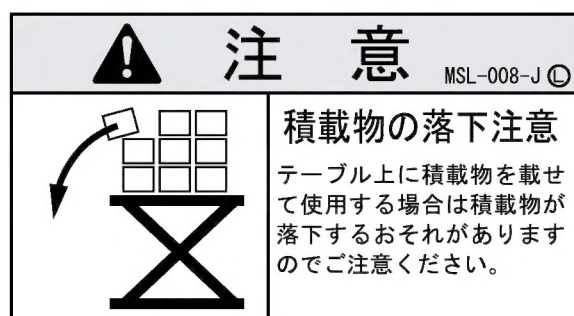 注意 MSL-008-J Ⓛ
積載物の落下注意
テーブル上に積載物を載せ
て使用する場合は積載物が
落下するおそれがあります
のでご注意ください。